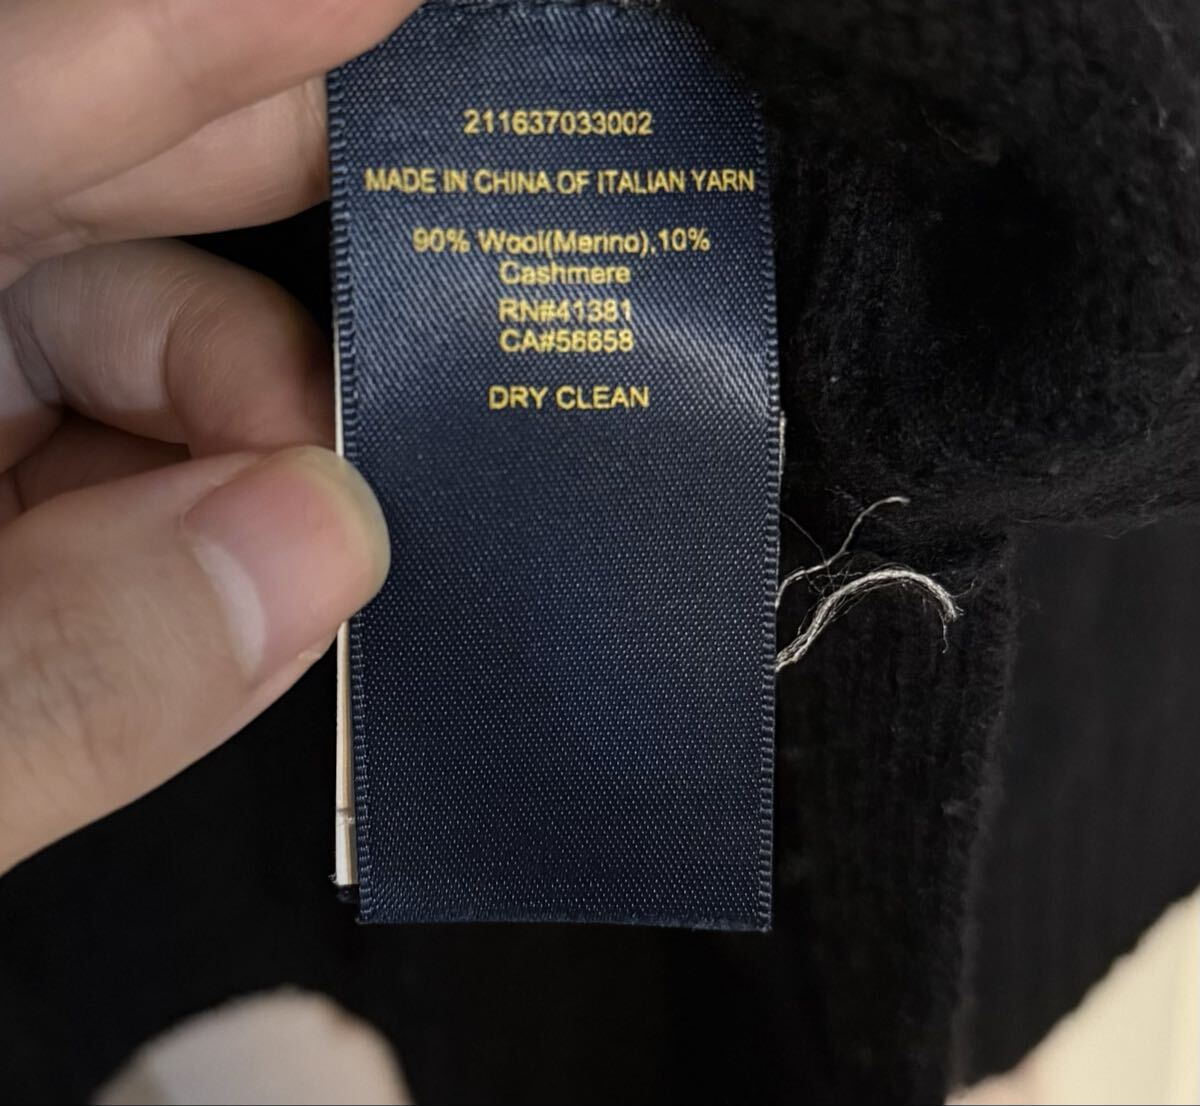 211637033002
MADE IN CHINA OF ITALIAN YARN
90% Wool(Merino),10%
Cashmere
RN#41381
CA#56658
DRY CLEAN